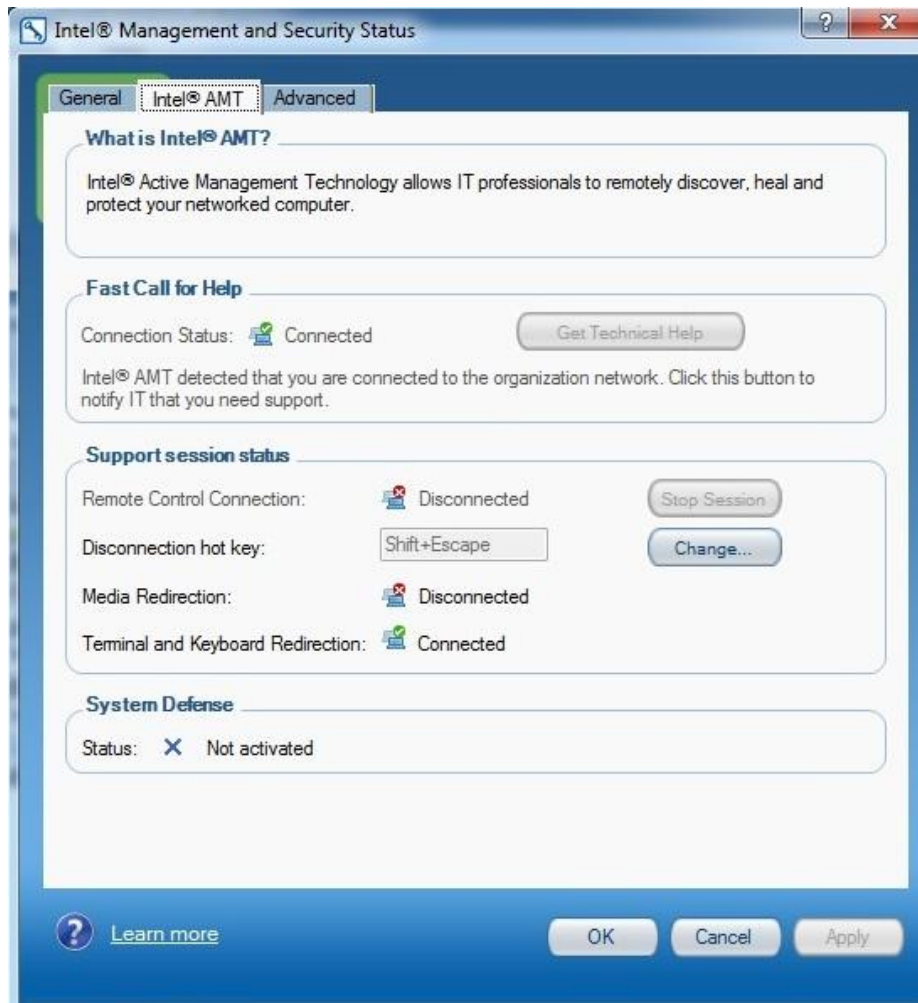 Intel® Management and Security Status
General
Intel® AMT
Advanced
What is Intel® AMT?
Intel® Active Management Technology allows IT professionals to remotely discover, heal and
protect your networked computer.
Fast Call for Help
Connection Status: Connected
Get Technical Help
Intel® AMT detected that you are connected to the organization network. Click this button to
notify IT that you need support.
Support session status
Remote Control Connection: Disconnected
Stop Session
Disconnection hot key: Shift+Escape
Change...
Media Redirection: Disconnected
Terminal and Keyboard Redirection: Connected
System Defense
Status: Not activated
? Learn more
OK
Cancel
Apply